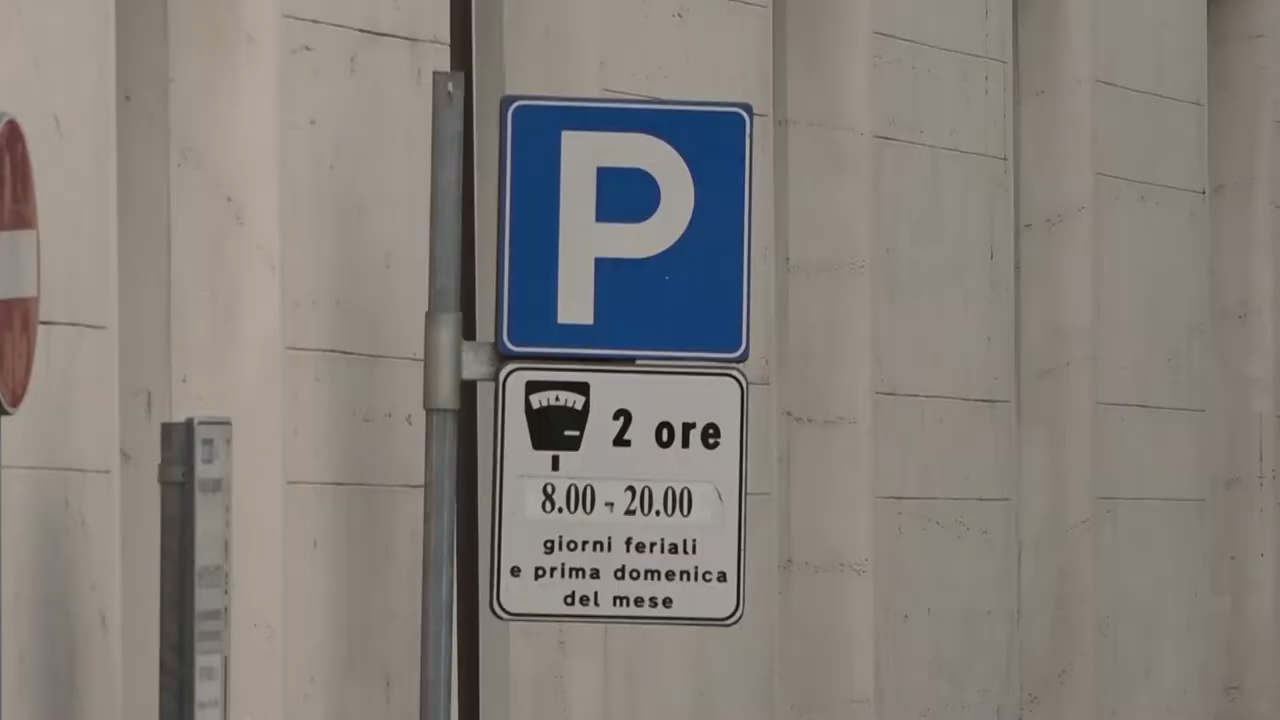 P
2 ore
8.00 - 20.00
giorni feriali
e prima domenica
del mese